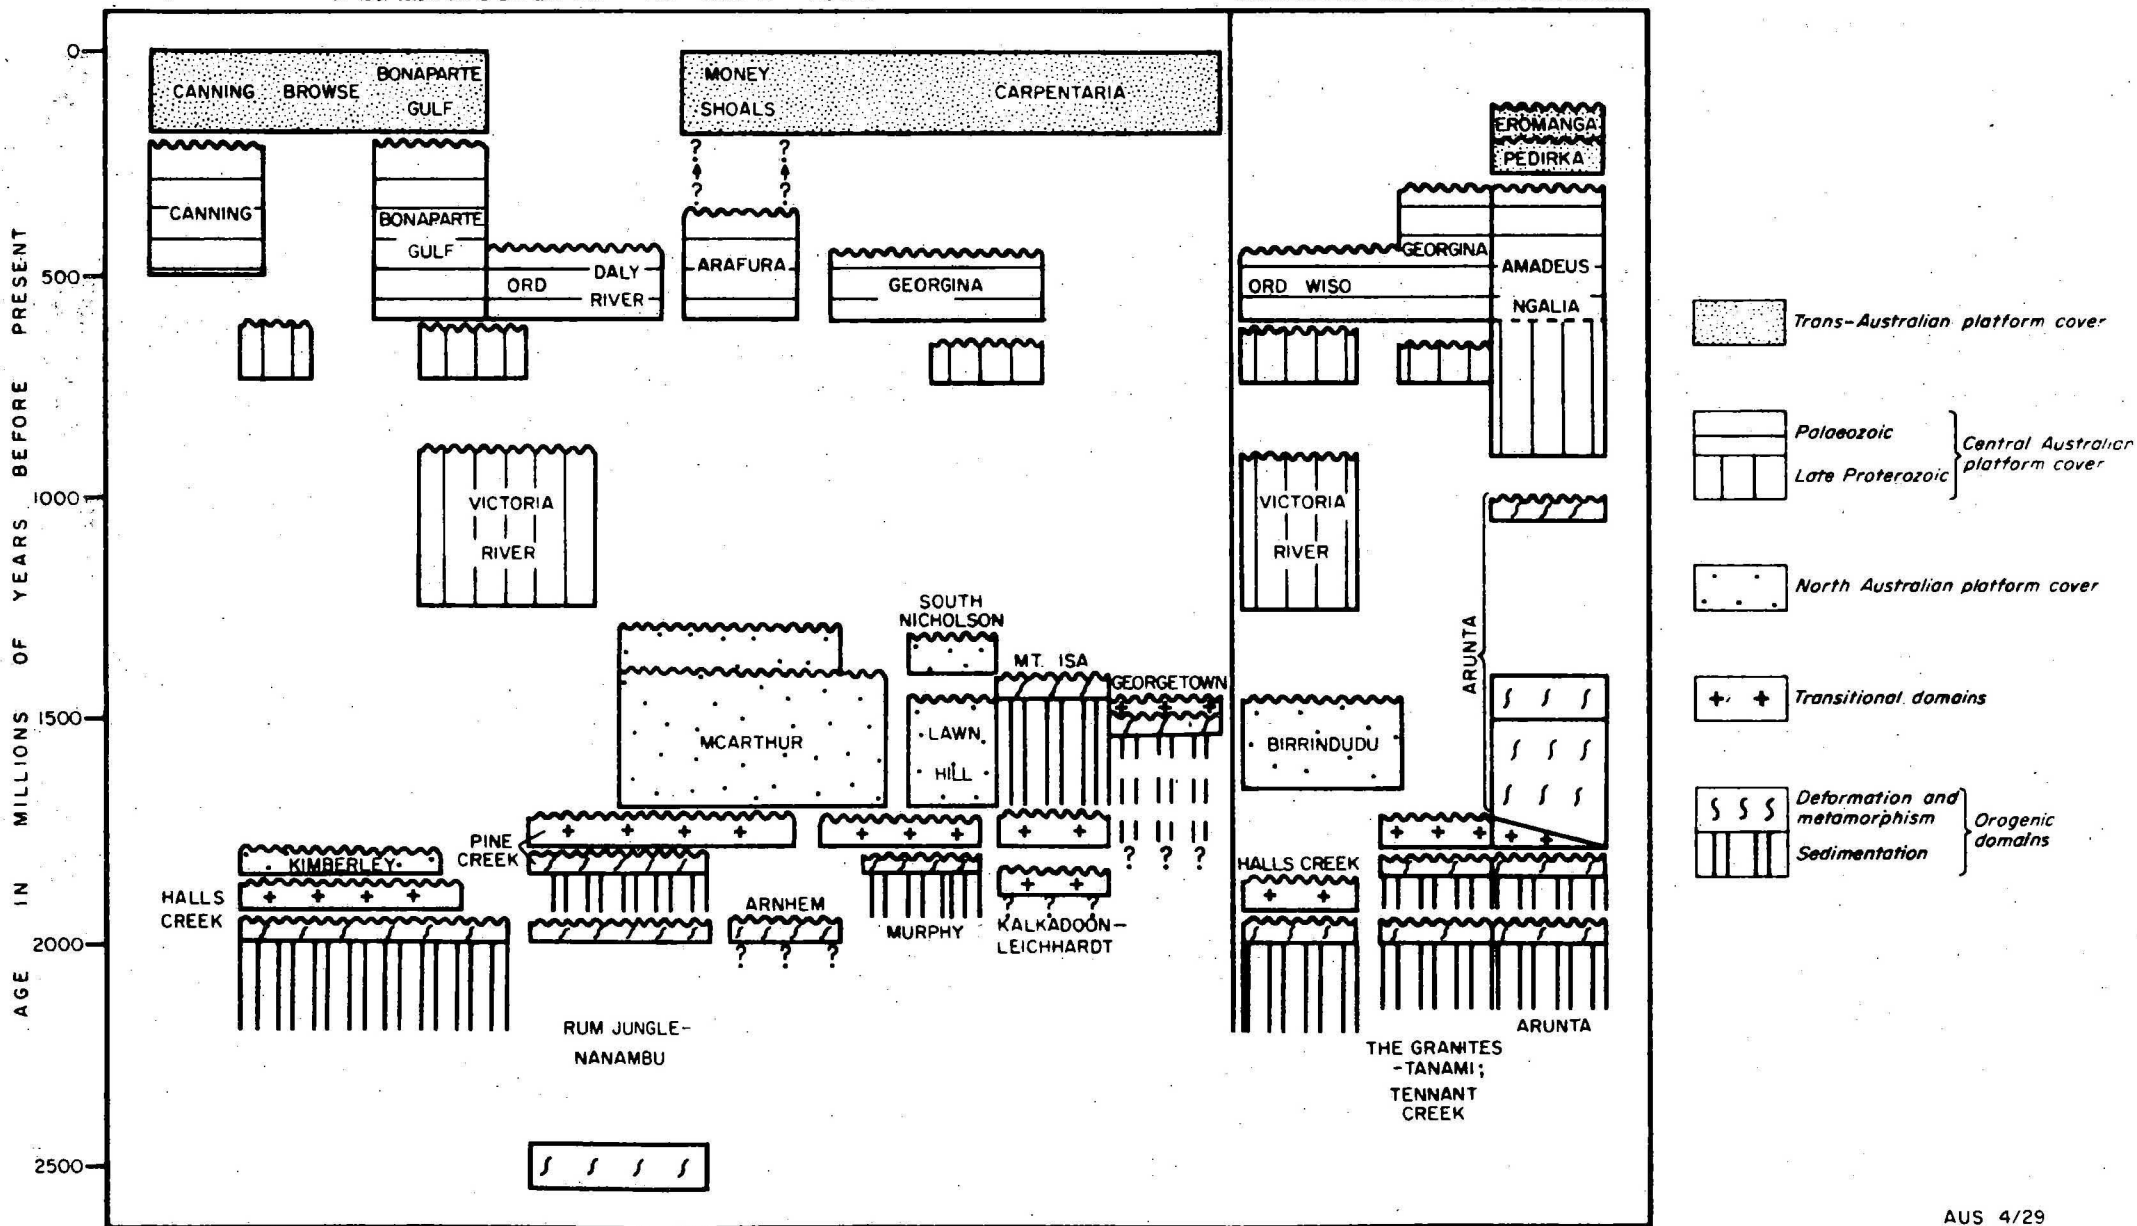 AGE IN MILLIONS OF YEARS BEFORE PRESENT
0
500
1000
1500
2000
2500
CANNING BROWSE BONAPARTE GULF
MONEY SHOALS
CARPENTARIA
EROMANGA
PEDIRKA
CANNING
BONAPARTE
GULF
ORD
DALY
RIVER
ARAFURA
GEORGINA
? ?
? ?
GEORGINA
ORD WISO
AMADEUS
NGALIA
VICTORIA
RIVER
VICTORIA
RIVER
SOUTH
NICHOLSON
MT. ISA
GEORGETOWN
ARUNTA
MCARTHUR
LAWN
HILL
BIRRINDUDU
PINE
CREEK
? ? ?
KIMBERLEY
HALLS CREEK
HALLS
CREEK
ARNHEM
? ? ?
MURPHY
? ? ?
KALKADOON-
LEICHHARDT
RUM JUNGLE-
NANAMBU
ARUNTA
THE GRANITES
-TANAMI;
TENNANT
CREEK
Trans-Australian platform cover
Palaeozoic
Late Proterozoic
Central Australian
platform cover
North Australian platform cover
Transitional domains
Deformation and
metamorphism
Sedimentation
Orogenic
domains
AUS 4/29